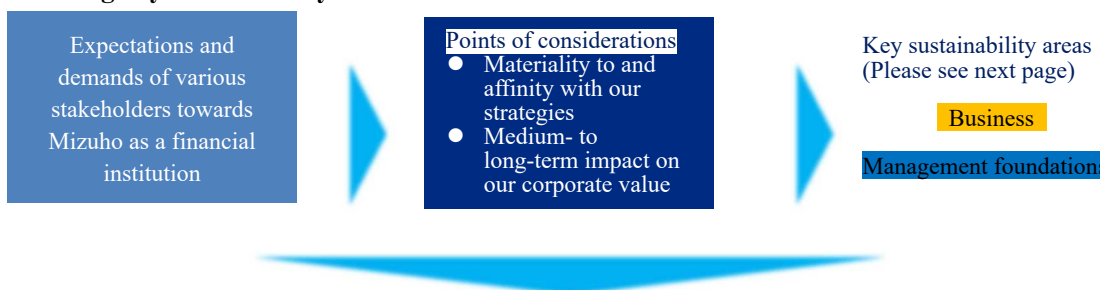 Expectations and
demands of various
stakeholders towards
Mizuho as a financial
institution
Points of considerations
● Materiality to and
affinity with our
strategies
● Medium- to
long-term impact on
our corporate value
Key sustainability areas
(Please see next page)
Business
Management foundations